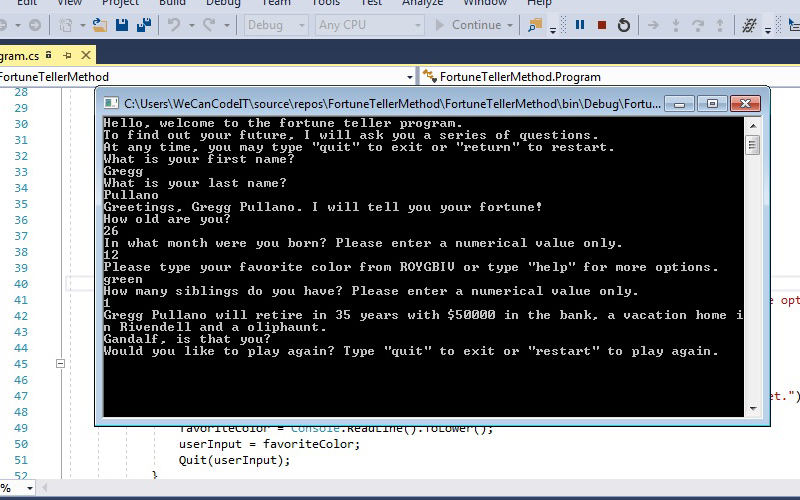 Edit View Project Build Debug Team Tools Test Analyze Window Help
Debug Any CPU Continue
gram.cs
FortuneTellerMethod FortuneTellerMethod.Program
C:\Users\WeCanCodeIT\source\repos\FortuneTellerMethod\FortuneTellerMethod\bin\Debug\Fortu...
28
29
30
31
32
33
34
35
36
37
38
39
40
41
42
43
44
45
46
47
48
49
50
51
52
Hello, welcome to the fortune teller program.
To find out your future, I will ask you a series of questions.
At any time, you may type "quit" to exit or "return" to restart.
What is your first name?
Gregg
What is your last name?
Pullano
Greetings, Gregg Pullano. I will tell you your fortune!
How old are you?
26
In what month were you born? Please enter a numerical value only.
12
Please type your favorite color from ROYGBIV or type "help" for more options.
green
How many siblings do you have? Please enter a numerical value only.
1
Gregg Pullano will retire in 35 years with $50000 in the bank, a vacation home i
n Rivendell and a oliphaunt.
Gandalf, is that you?
Would you like to play again? Type "quit" to exit or "restart" to play again.
e opt
et.")
favoriteColor = Console.ReadLine().ToLower();
userInput = favoriteColor;
Quit(userInput);
}
%